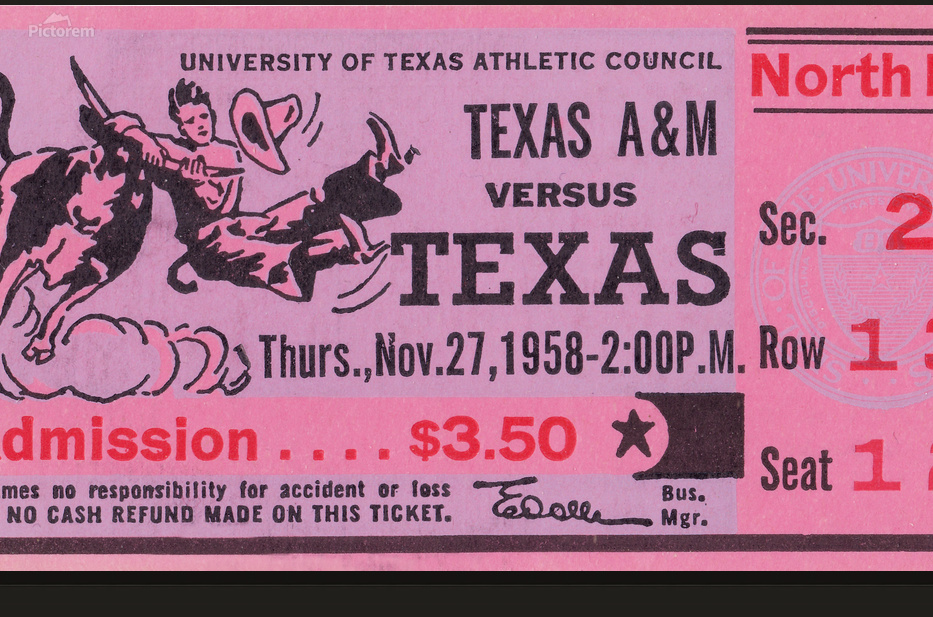 Pictorem
UNIVERSITY OF TEXAS ATHLETIC COUNCIL
TEXAS A&M
VERSUS
TEXAS
Thurs., Nov. 27, 1958-2:00P.M.
dmission .... $3.50
mes no responsibility for accident or loss
NO CASH REFUND MADE ON THIS TICKET.
Bus.
Mgr.
North
Sec. 2
Row 1
Seat 1
UNIVER
OF